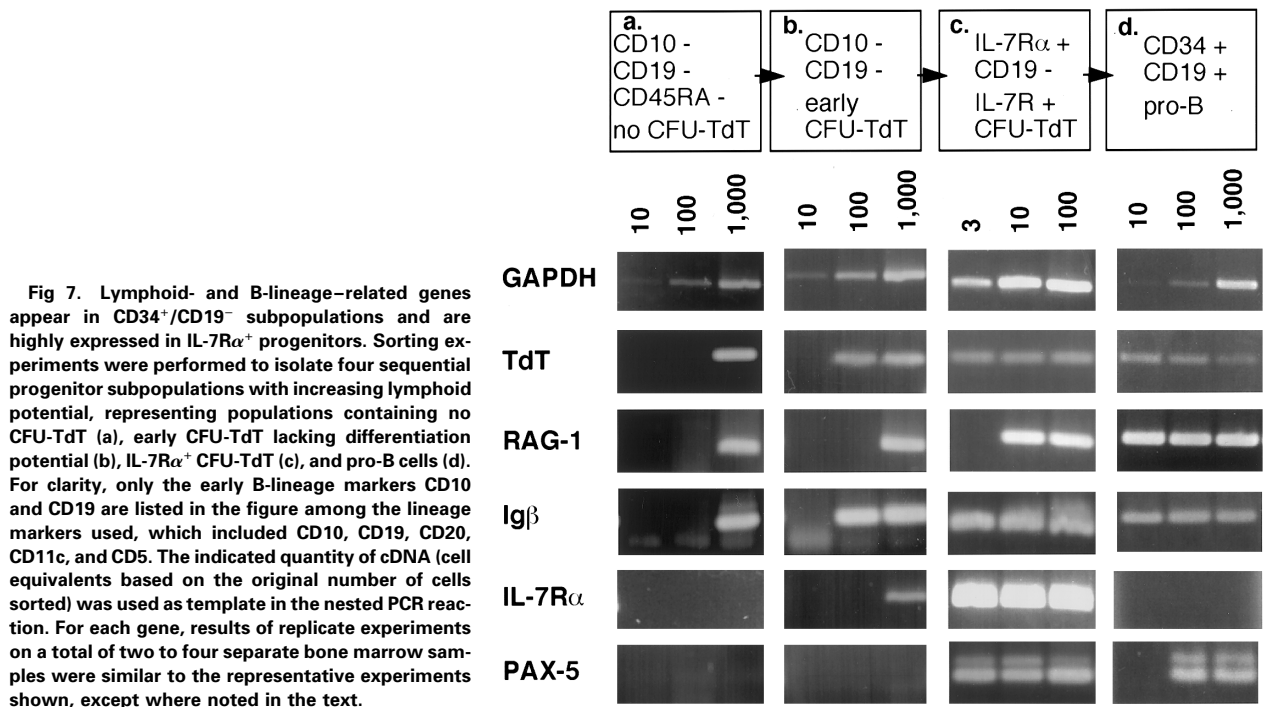 Fig 7. Lymphoid- and B-lineage–related genes
appear in CD34⁺/CD19⁻ subpopulations and are
highly expressed in IL-7Rα⁺ progenitors. Sorting ex-
periments were performed to isolate four sequential
progenitor subpopulations with increasing lymphoid
potential, representing populations containing no
CFU-TdT (a), early CFU-TdT lacking differentiation
potential (b), IL-7Rα⁺ CFU-TdT (c), and pro-B cells (d).
For clarity, only the early B-lineage markers CD10
and CD19 are listed in the figure among the lineage
markers used, which included CD10, CD19, CD20,
CD11c, and CD5. The indicated quantity of cDNA (cell
equivalents based on the original number of cells
sorted) was used as template in the nested PCR reac-
tion. For each gene, results of replicate experiments
on a total of two to four separate bone marrow sam-
ples were similar to the representative experiments
shown, except where noted in the text.
a.
CD10 -
CD19 -
CD45RA -
no CFU-TdT
b.
CD10 -
CD19 -
early
CFU-TdT
c.
IL-7Rα +
CD19 -
IL-7R +
CFU-TdT
d.
CD34 +
CD19 +
pro-B
10 100 1,000
10 100 1,000
3 10 100
10 100 1,000
GAPDH
TdT
RAG-1
Igβ
IL-7Rα
PAX-5